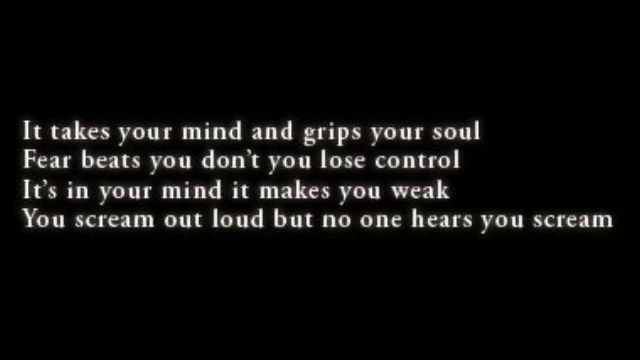 It takes your mind and grips your soul
Fear beats you don't you lose control
It's in your mind it makes you weak
You scream out loud but no one hears you scream